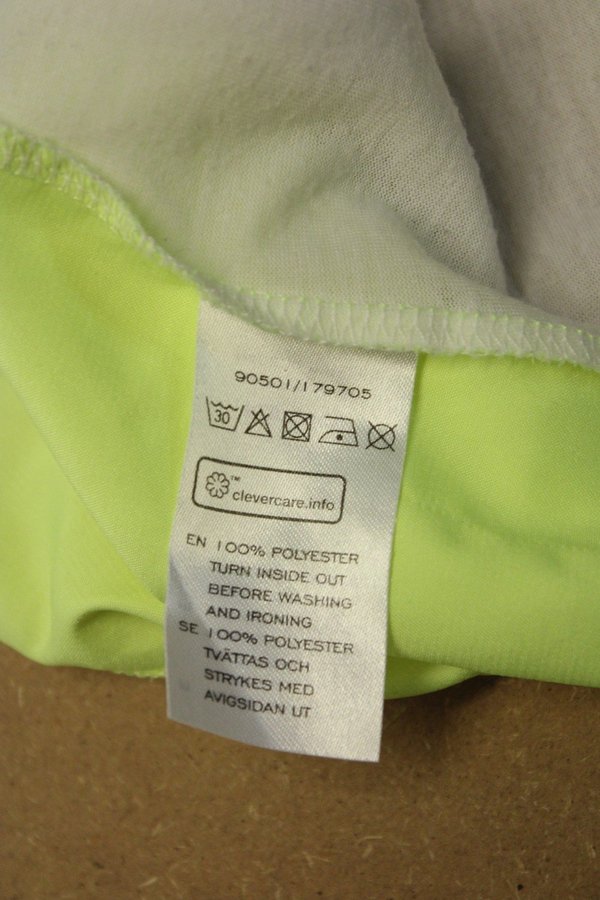 90501/179705
30
™
clevercare.info
EN 100% POLYESTER
TURN INSIDE OUT
BEFORE WASHING
AND IRONING
SE 100% POLYESTER
TVÄTTAS OCH
STRYKES MED
AVIGSIDAN UT